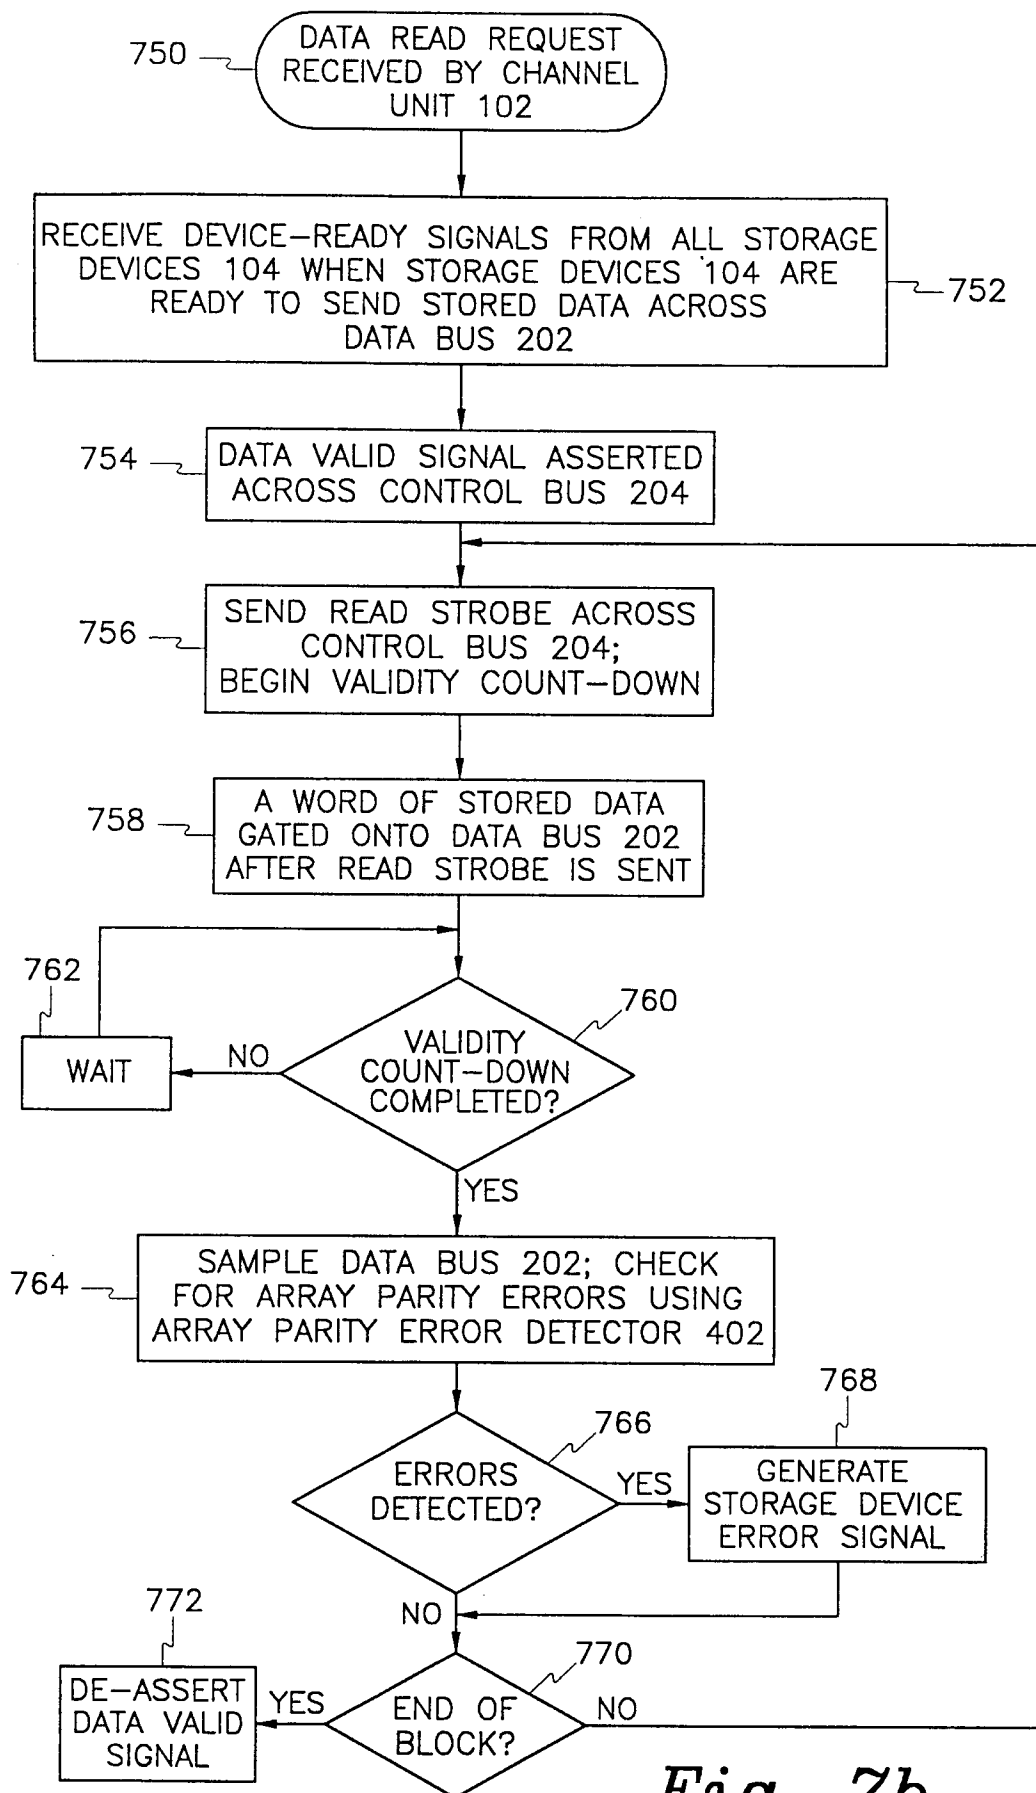 750
DATA READ REQUEST
RECEIVED BY CHANNEL
UNIT 102
RECEIVE DEVICE-READY SIGNALS FROM ALL STORAGE
DEVICES 104 WHEN STORAGE DEVICES 104 ARE
READY TO SEND STORED DATA ACROSS
DATA BUS 202
752
754
DATA VALID SIGNAL ASSERTED
ACROSS CONTROL BUS 204
756
SEND READ STROBE ACROSS
CONTROL BUS 204;
BEGIN VALIDITY COUNT-DOWN
758
A WORD OF STORED DATA
GATED ONTO DATA BUS 202
AFTER READ STROBE IS SENT
762
WAIT
NO
760
VALIDITY
COUNT-DOWN
COMPLETED?
YES
764
SAMPLE DATA BUS 202; CHECK
FOR ARRAY PARITY ERRORS USING
ARRAY PARITY ERROR DETECTOR 402
766
ERRORS
DETECTED?
YES
768
GENERATE
STORAGE DEVICE
ERROR SIGNAL
NO
772
DE-ASSERT
DATA VALID
SIGNAL
YES
770
END OF
BLOCK?
NO
Fig. 7b